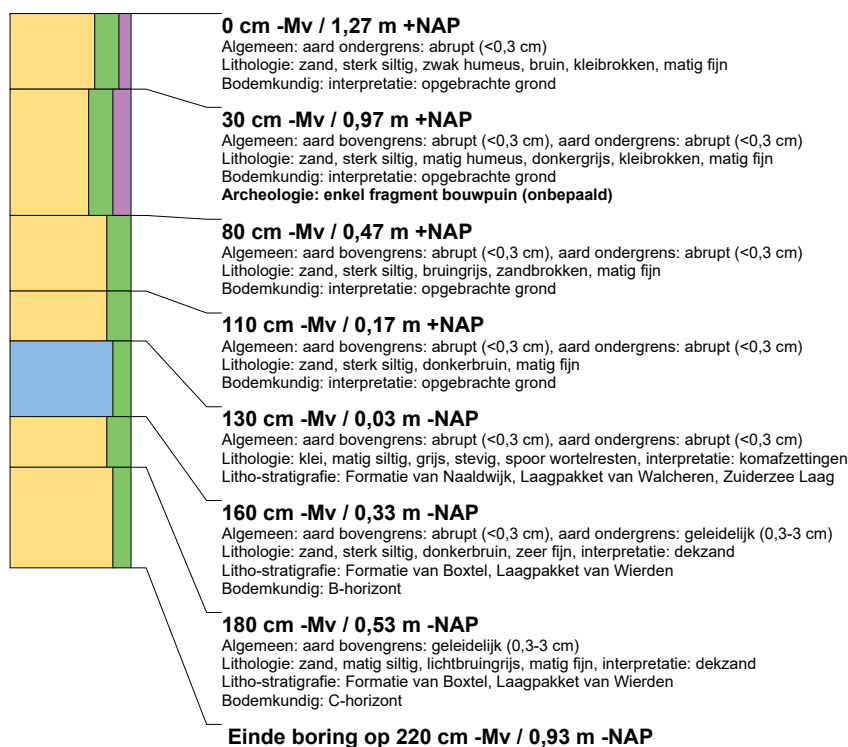 0 cm -Mv / 1,27 m +NAP
Algemeen: aard ondergrens: abrupt (<0,3 cm)
Lithologie: zand, sterk siltig, zwak humeus, bruin, kleibrokken, matig fijn
Bodemkundig: interpretatie: opgebrachte grond
30 cm -Mv / 0,97 m +NAP
Algemeen: aard bovengrens: abrupt (<0,3 cm), aard ondergrens: abrupt (<0,3 cm)
Lithologie: zand, sterk siltig, matig humeus, donkergrijs, kleibrokken, matig fijn
Bodemkundig: interpretatie: opgebrachte grond
Archeologie: enkel fragment bouwpuin (onbepaald)
80 cm -Mv / 0,47 m +NAP
Algemeen: aard bovengrens: abrupt (<0,3 cm), aard ondergrens: abrupt (<0,3 cm)
Lithologie: zand, sterk siltig, bruingrijs, zandbrokken, matig fijn
Bodemkundig: interpretatie: opgebrachte grond
110 cm -Mv / 0,17 m +NAP
Algemeen: aard bovengrens: abrupt (<0,3 cm), aard ondergrens: abrupt (<0,3 cm)
Lithologie: zand, sterk siltig, donkerbruin, matig fijn
Bodemkundig: interpretatie: opgebrachte grond
130 cm -Mv / 0,03 m -NAP
Algemeen: aard bovengrens: abrupt (<0,3 cm), aard ondergrens: abrupt (<0,3 cm)
Lithologie: klei, matig siltig, grijs, stevig, spoor wortelresten, interpretatie: komafzettingen
Litho-stratigrafie: Formatie van Naaldwijk, Laagpakket van Walcheren, Zuiderzee Laag
160 cm -Mv / 0,33 m -NAP
Algemeen: aard bovengrens: abrupt (<0,3 cm), aard ondergrens: geleidelijk (0,3-3 cm)
Lithologie: zand, sterk siltig, donkerbruin, zeer fijn, interpretatie: dekzand
Litho-stratigrafie: Formatie van Boxtel, Laagpakket van Wierden
Bodemkundig: B-horizont
180 cm -Mv / 0,53 m -NAP
Algemeen: aard bovengrens: geleidelijk (0,3-3 cm)
Lithologie: zand, matig siltig, lichtbruingrijs, matig fijn, interpretatie: dekzand
Litho-stratigrafie: Formatie van Boxtel, Laagpakket van Wierden
Bodemkundig: C-horizont
Einde boring op 220 cm -Mv / 0,93 m -NAP